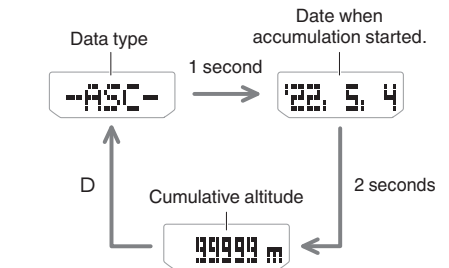 Date when
Data type
accumulation started.
1 second
--ASC-
'22. 5. 4
D
2 seconds
Cumulative altitude
99999 m